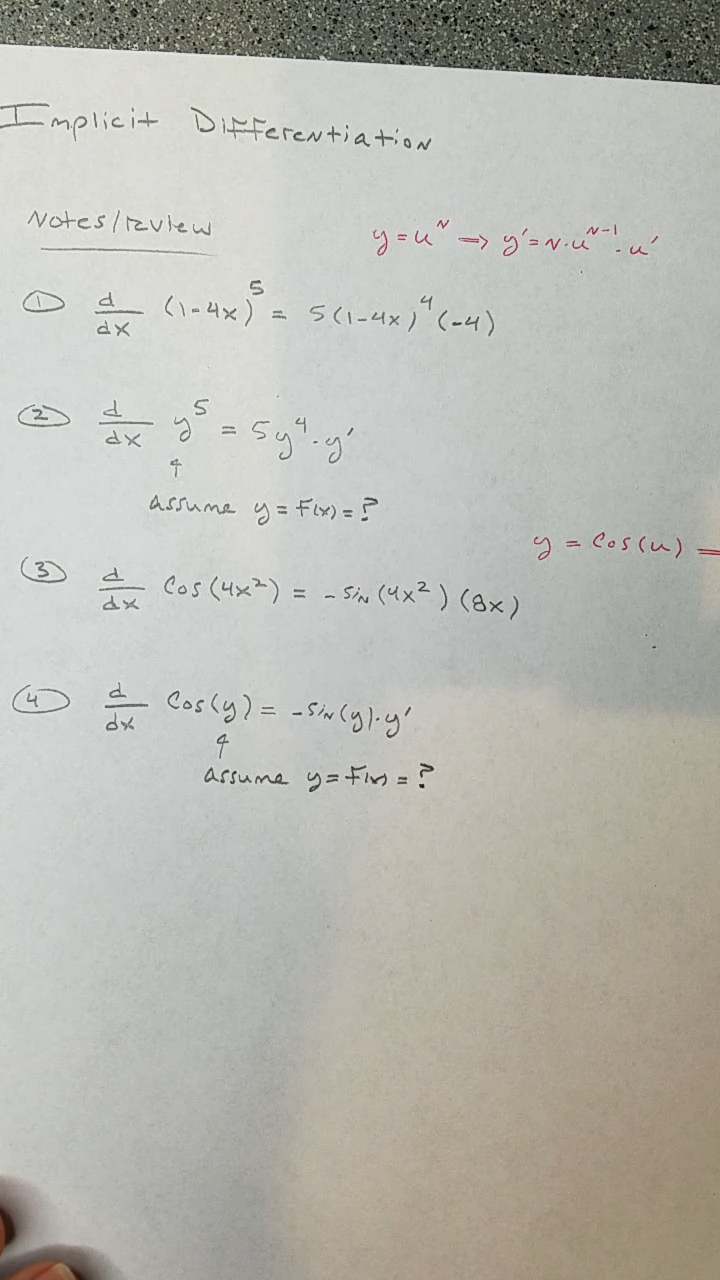 Implicit Differentiation
Notes/review
y = u^N ⇒ y' = N·u^(N-1)·u'
① d/dx (1-4x)^5 = 5(1-4x)^4 (-4)
② d/dx y^5 = 5y^4·y'
↑
assume y = F(x) = ?
y = cos(u) =
③ d/dx cos(4x²) = -sin(4x²)(8x)
④ d/dx cos(y) = -sin(y)·y'
↑
assume y = F(x) = ?